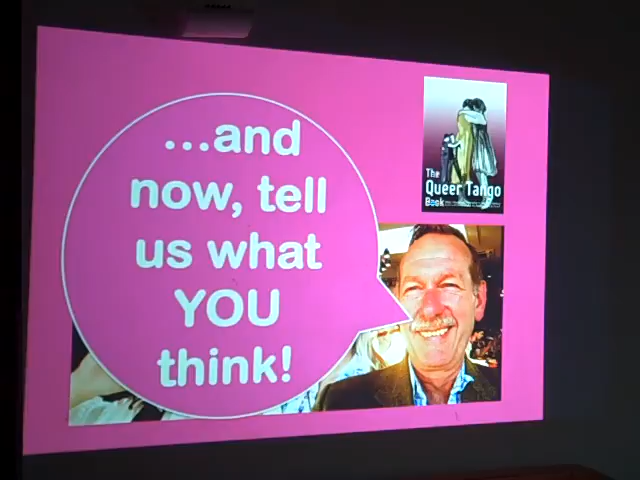 ...and
now, tell
us what
YOU
think!
The
Queer Tango
Book